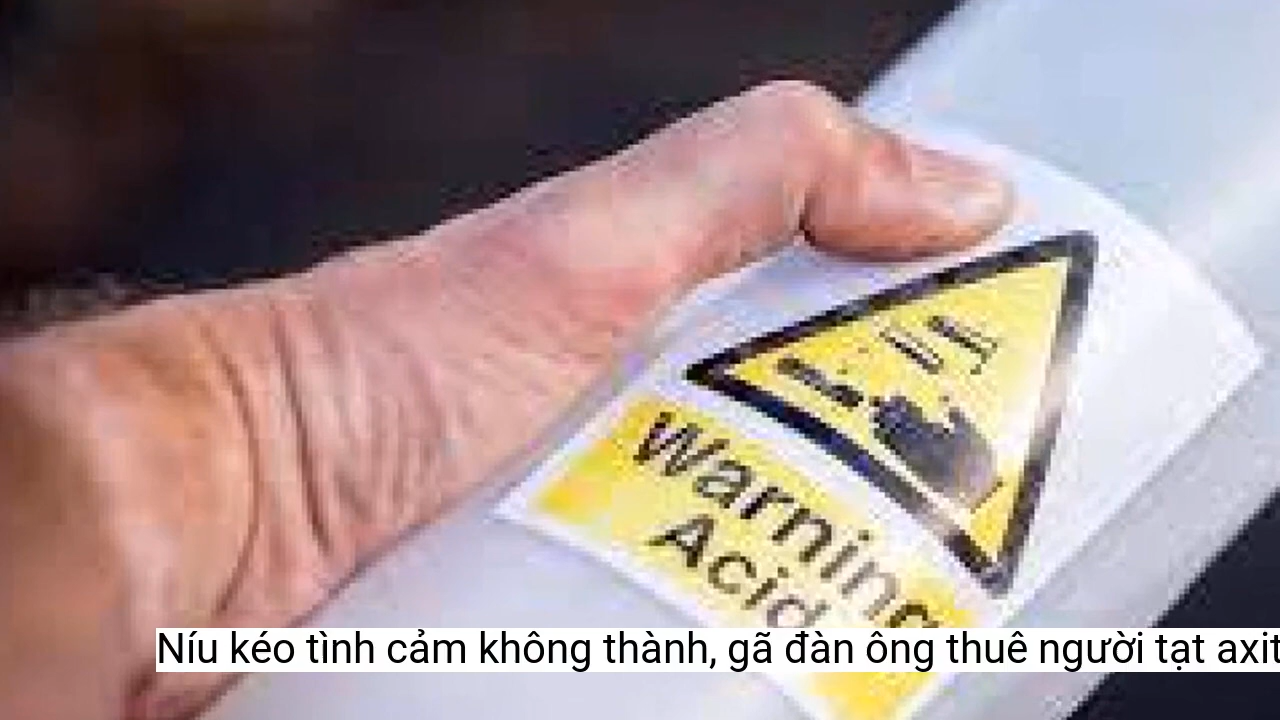 Warning
Acid
Níu kéo tình cảm không thành, gã đàn ông thuê người tạt axit